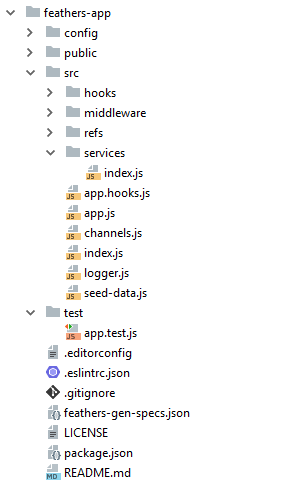 feathers-app
config
public
src
hooks
middleware
refs
services
index.js
app.hooks.js
app.js
channels.js
index.js
logger.js
seed-data.js
test
app.test.js
.editorconfig
.eslintrc.json
.gitignore
feathers-gen-specs.json
LICENSE
package.json
README.md